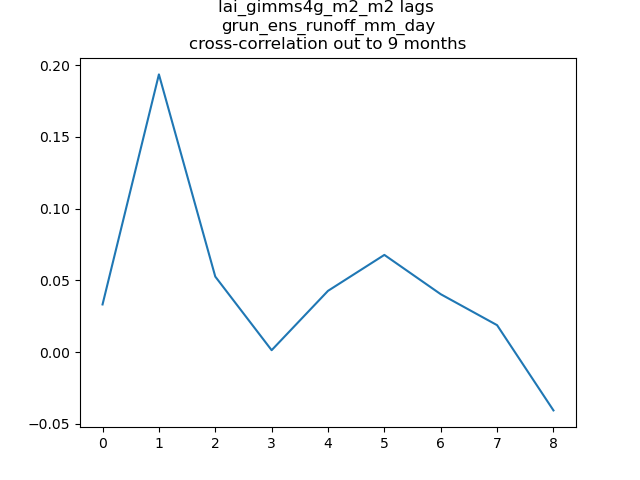 lai_gimms4g_m2_m2 lags
grun_ens_runoff_mm_day
cross-correlation out to 9 months
0.20
0.15
0.10
0.05
0.00
−0.05
0 1 2 3 4 5 6 7 8